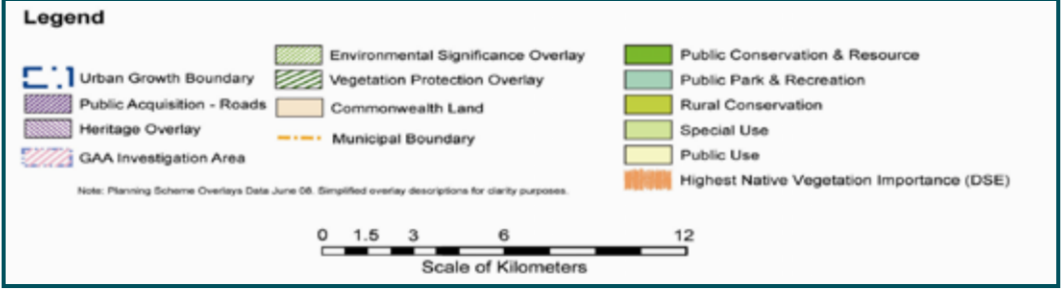 Legend
Urban Growth Boundary
Public Acquisition - Roads
Heritage Overlay
GAA Investigation Area
Environmental Significance Overlay
Vegetation Protection Overlay
Commonwealth Land
Municipal Boundary
Public Conservation & Resource
Public Park & Recreation
Rural Conservation
Special Use
Public Use
Highest Native Vegetation Importance (DSE)
Note: Planning Scheme Overlays Data June 08. Simplified overlay descriptions for clarity purposes.
0 1.5 3 6 12
Scale of Kilometers